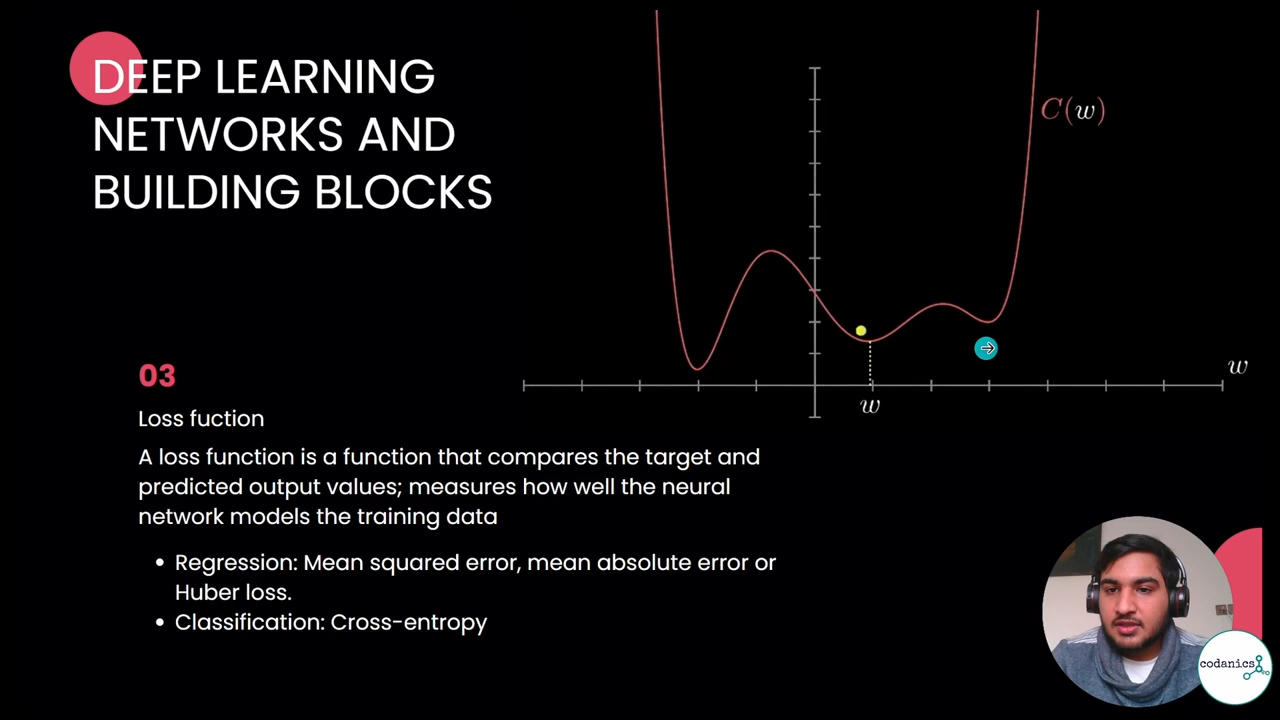 DEEP LEARNING
NETWORKS AND
BUILDING BLOCKS
C(w)
w
w
03
Loss fuction
A loss function is a function that compares the target and
predicted output values; measures how well the neural
network models the training data
• Regression: Mean squared error, mean absolute error or
Huber loss.
• Classification: Cross-entropy
codanics